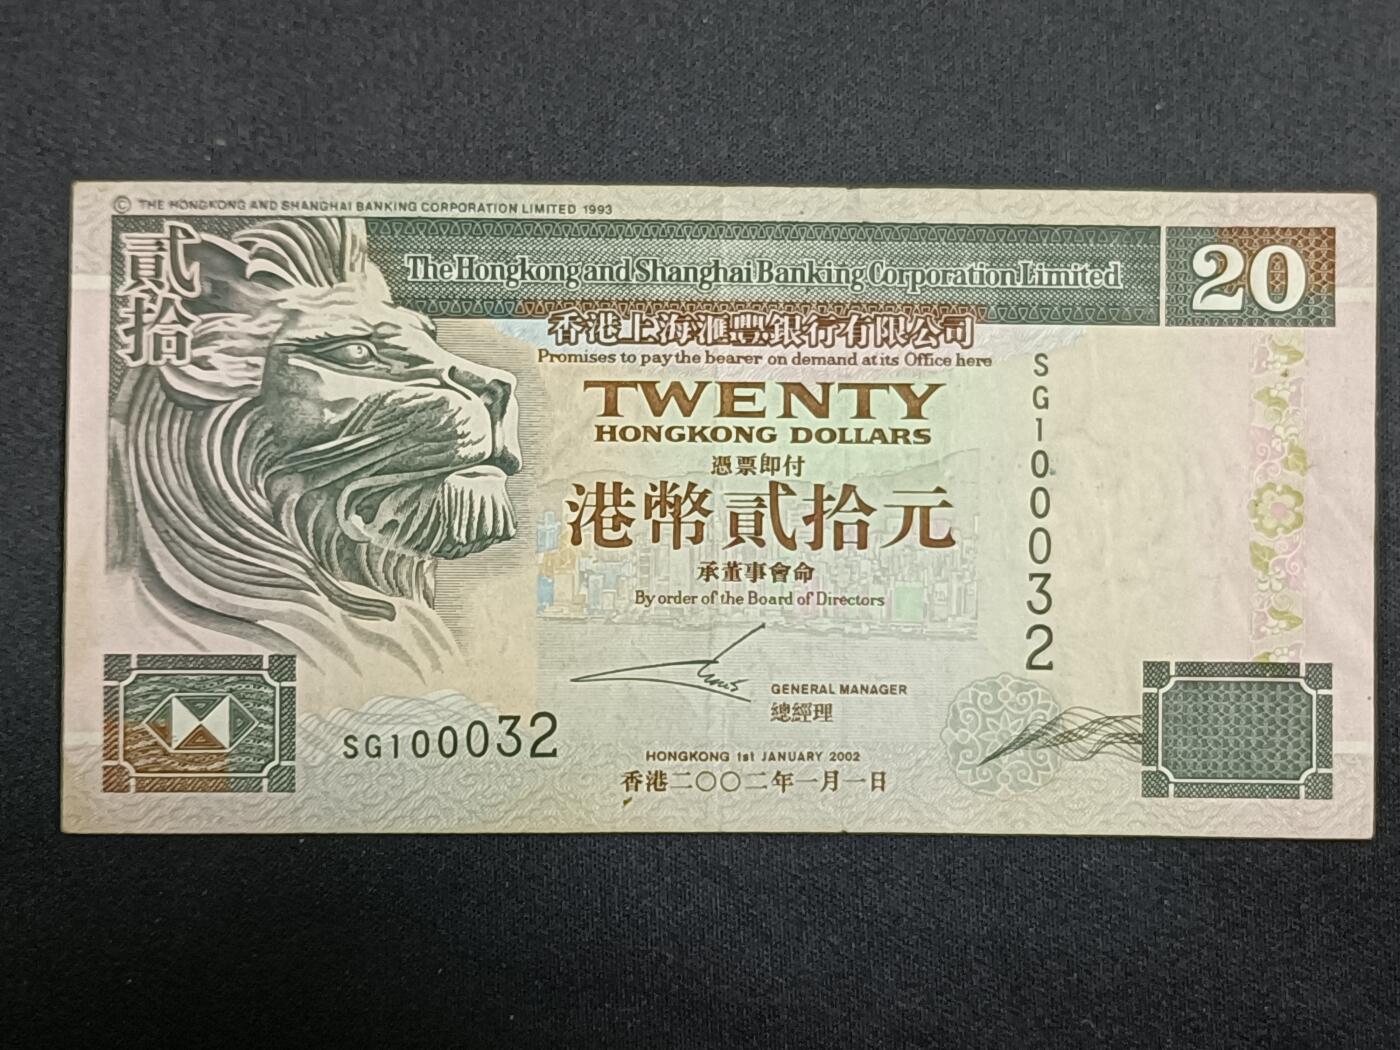 © THE HONGKONG AND SHANGHAI BANKING CORPORATION LIMITED 1993
貳拾
The Hongkong and Shanghai Banking Corporation Limited
20
香港上海滙豐銀行有限公司
Promises to pay the bearer on demand at its Office here
TWENTY
HONGKONG DOLLARS
憑票即付
港幣貳拾元
承董事會命
By order of the Board of Directors
GENERAL MANAGER
總經理
SG100032
SG100032
HONGKONG 1st JANUARY 2002
香港二〇〇二年一月一日